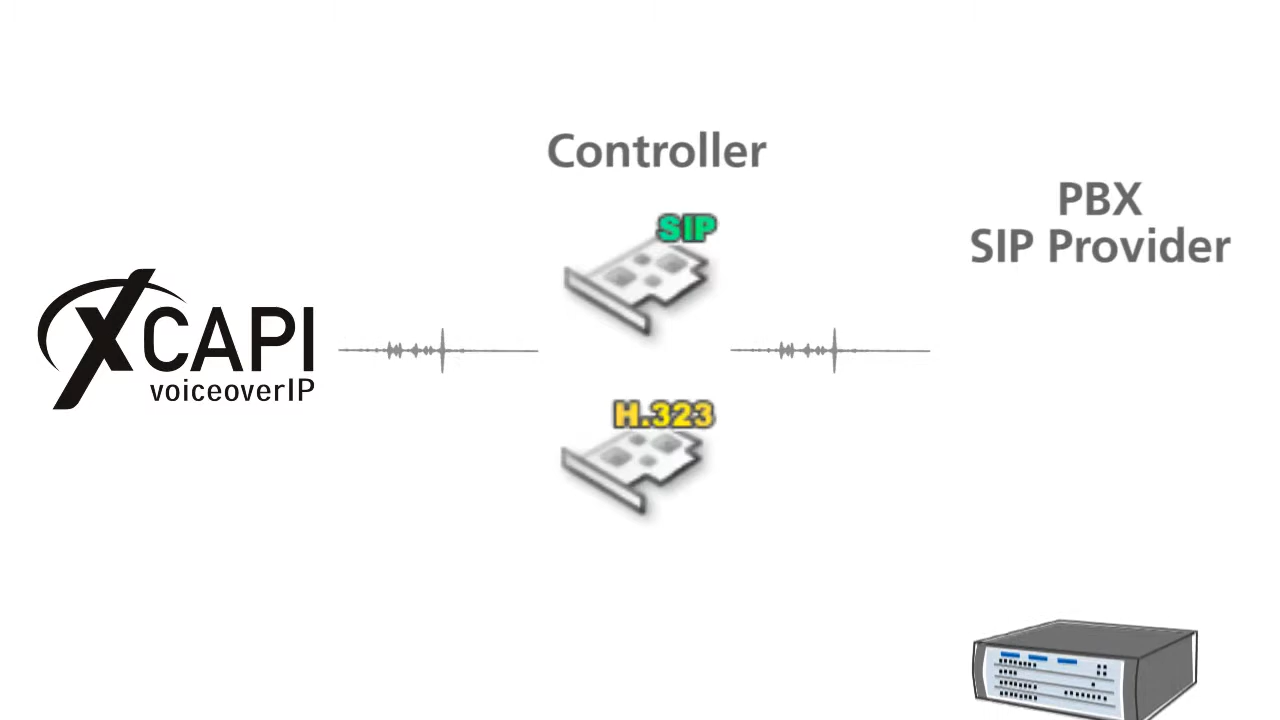 Controller
SIP
PBX
SIP Provider
XCAPI
voiceoverIP
H.323